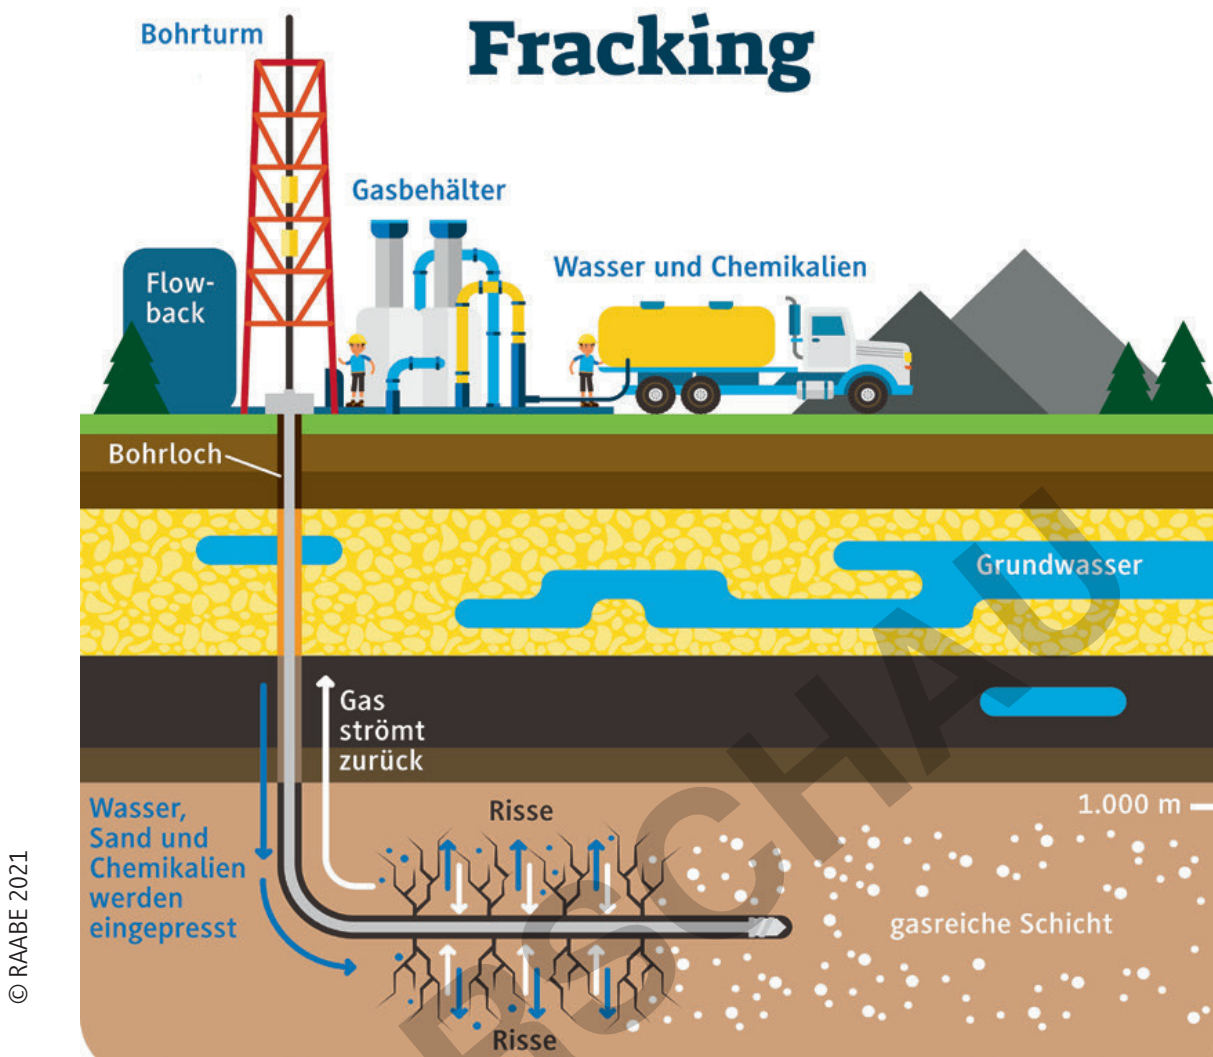 Fracking
Bohrturm
Gasbehälter
Wasser und Chemikalien
Flow-
back
Bohrloch
Grundwasser
Gas
strömt
zurück
Wasser,
Sand und
Chemikalien
werden
eingepresst
Risse
1.000 m
gasreiche Schicht
Risse
© RAABE 2021